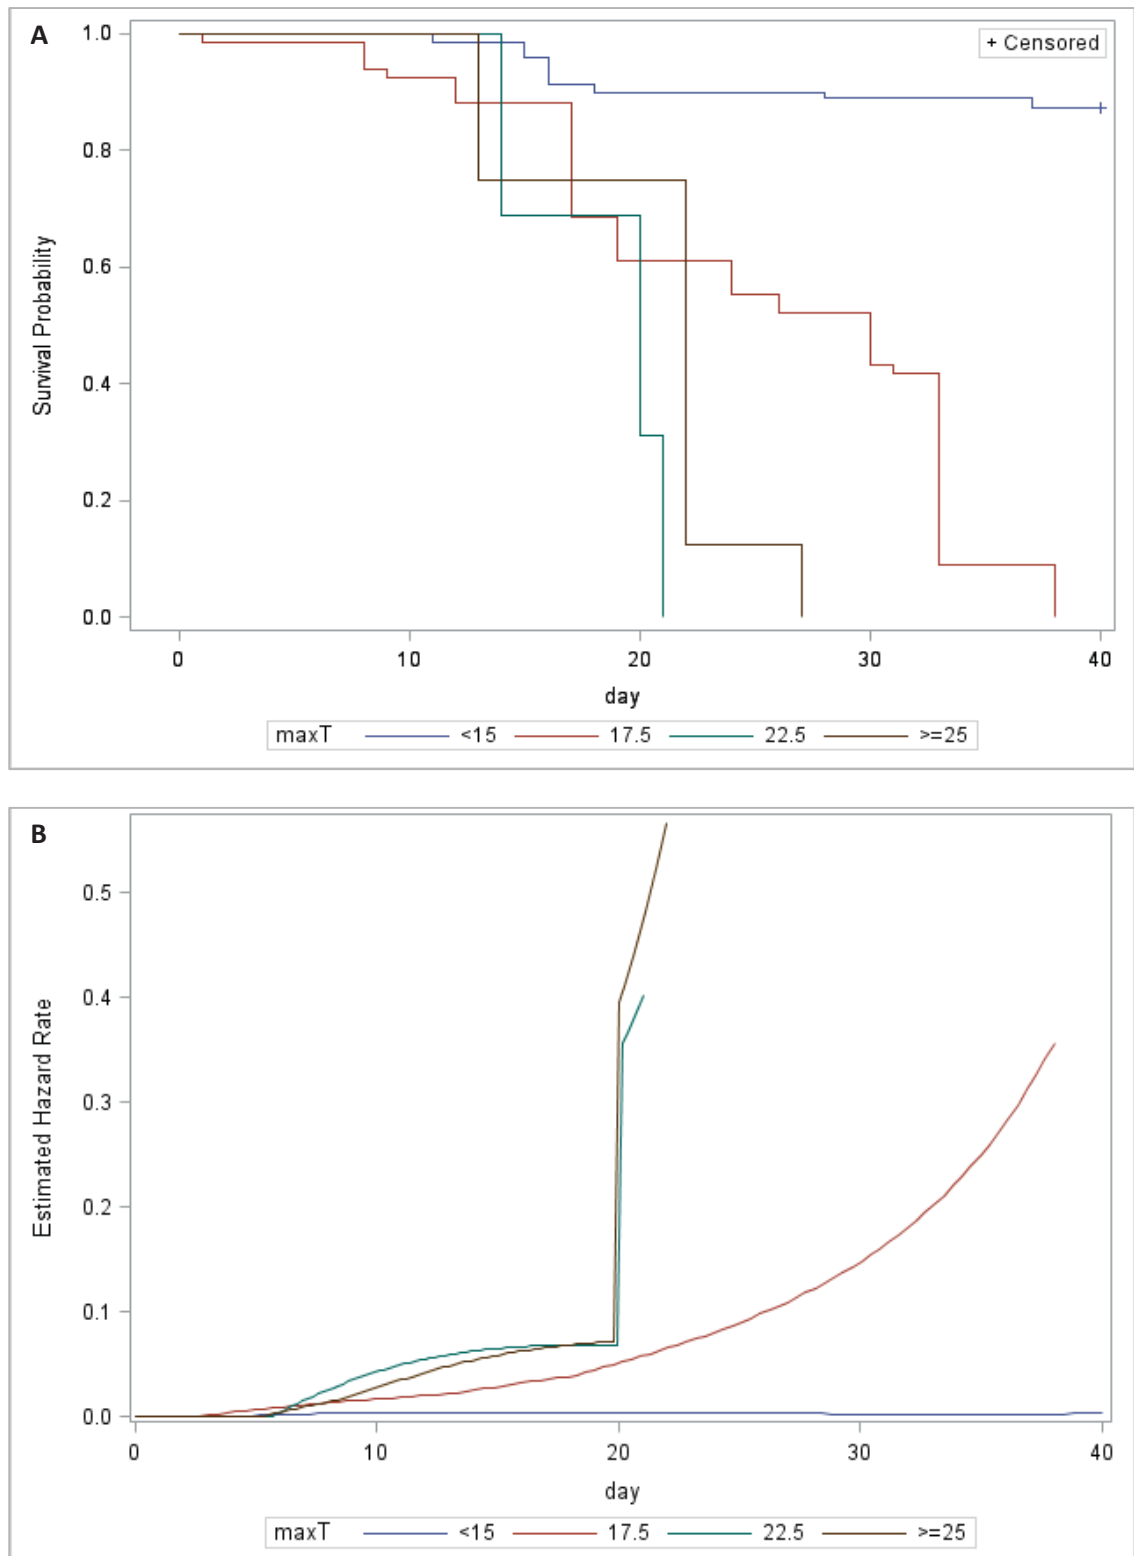 A
+ Censored
Survival Probability
1.0
0.8
0.6
0.4
0.2
0.0
0 10 20 30 40
day
maxT <15 17.5 22.5 >=25
B
Estimated Hazard Rate
0.5
0.4
0.3
0.2
0.1
0.0
0 10 20 30 40
day
maxT <15 17.5 22.5 >=25